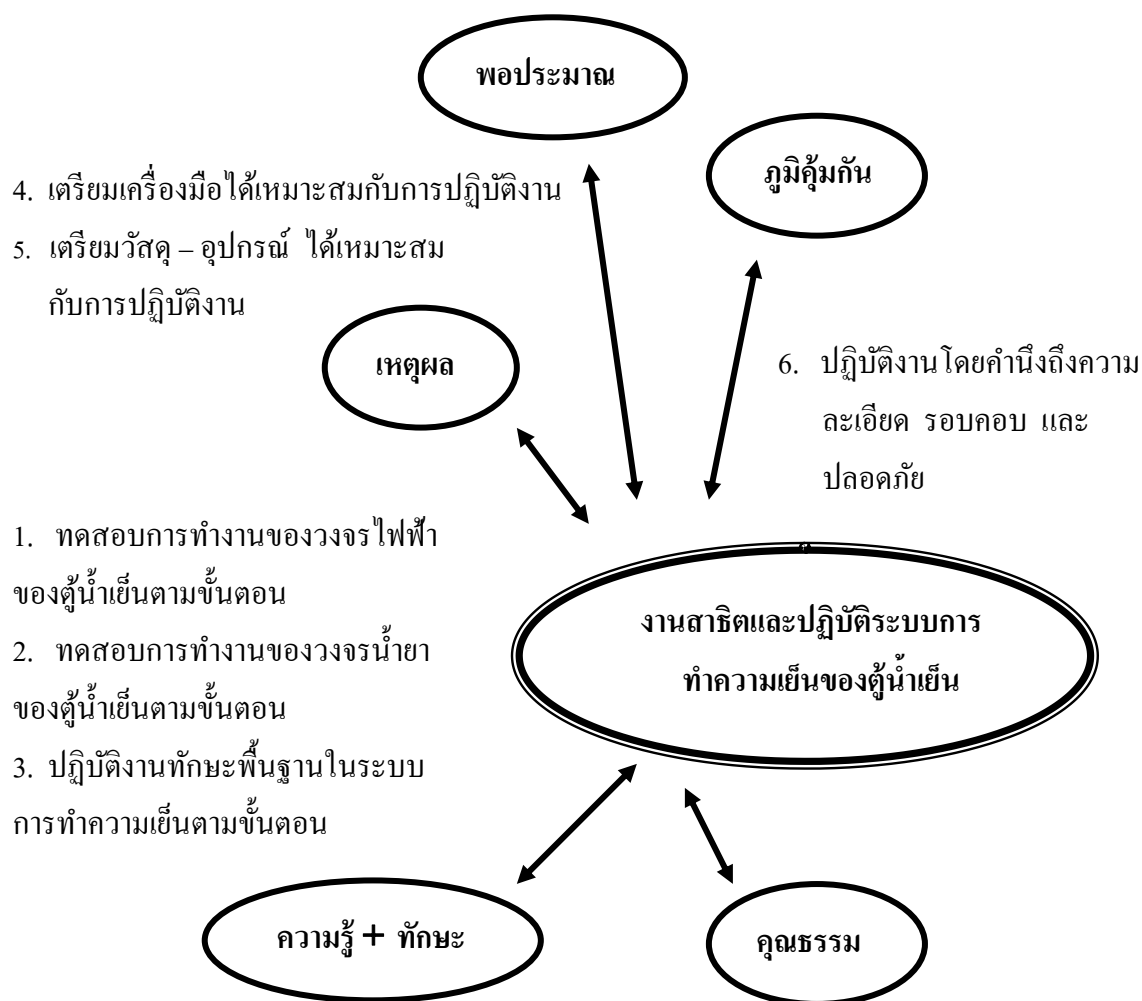 พอประมาณ
ภูมิคุ้มกัน
4. เตรียมเครื่องมือได้เหมาะสมกับการปฏิบัติงาน
5. เตรียมวัสดุ – อุปกรณ์ ได้เหมาะสม
กับการปฏิบัติงาน
เหตุผล
6. ปฏิบัติงานโดยคำนึงถึงความ
ละเอียด รอบคอบ และ
ปลอดภัย
1. ทดสอบการทำงานของวงจรไฟฟ้า
ของตู้น้ำเย็นตามขั้นตอน
2. ทดสอบการทำงานของวงจรน้ำยา
ของตู้น้ำเย็นตามขั้นตอน
3. ปฏิบัติงานทักษะพื้นฐานในระบบ
การทำความเย็นตามขั้นตอน
งานสาธิตและปฏิบัติระบบการ
ทำความเย็นของตู้น้ำเย็น
ความรู้ + ทักษะ
คุณธรรม